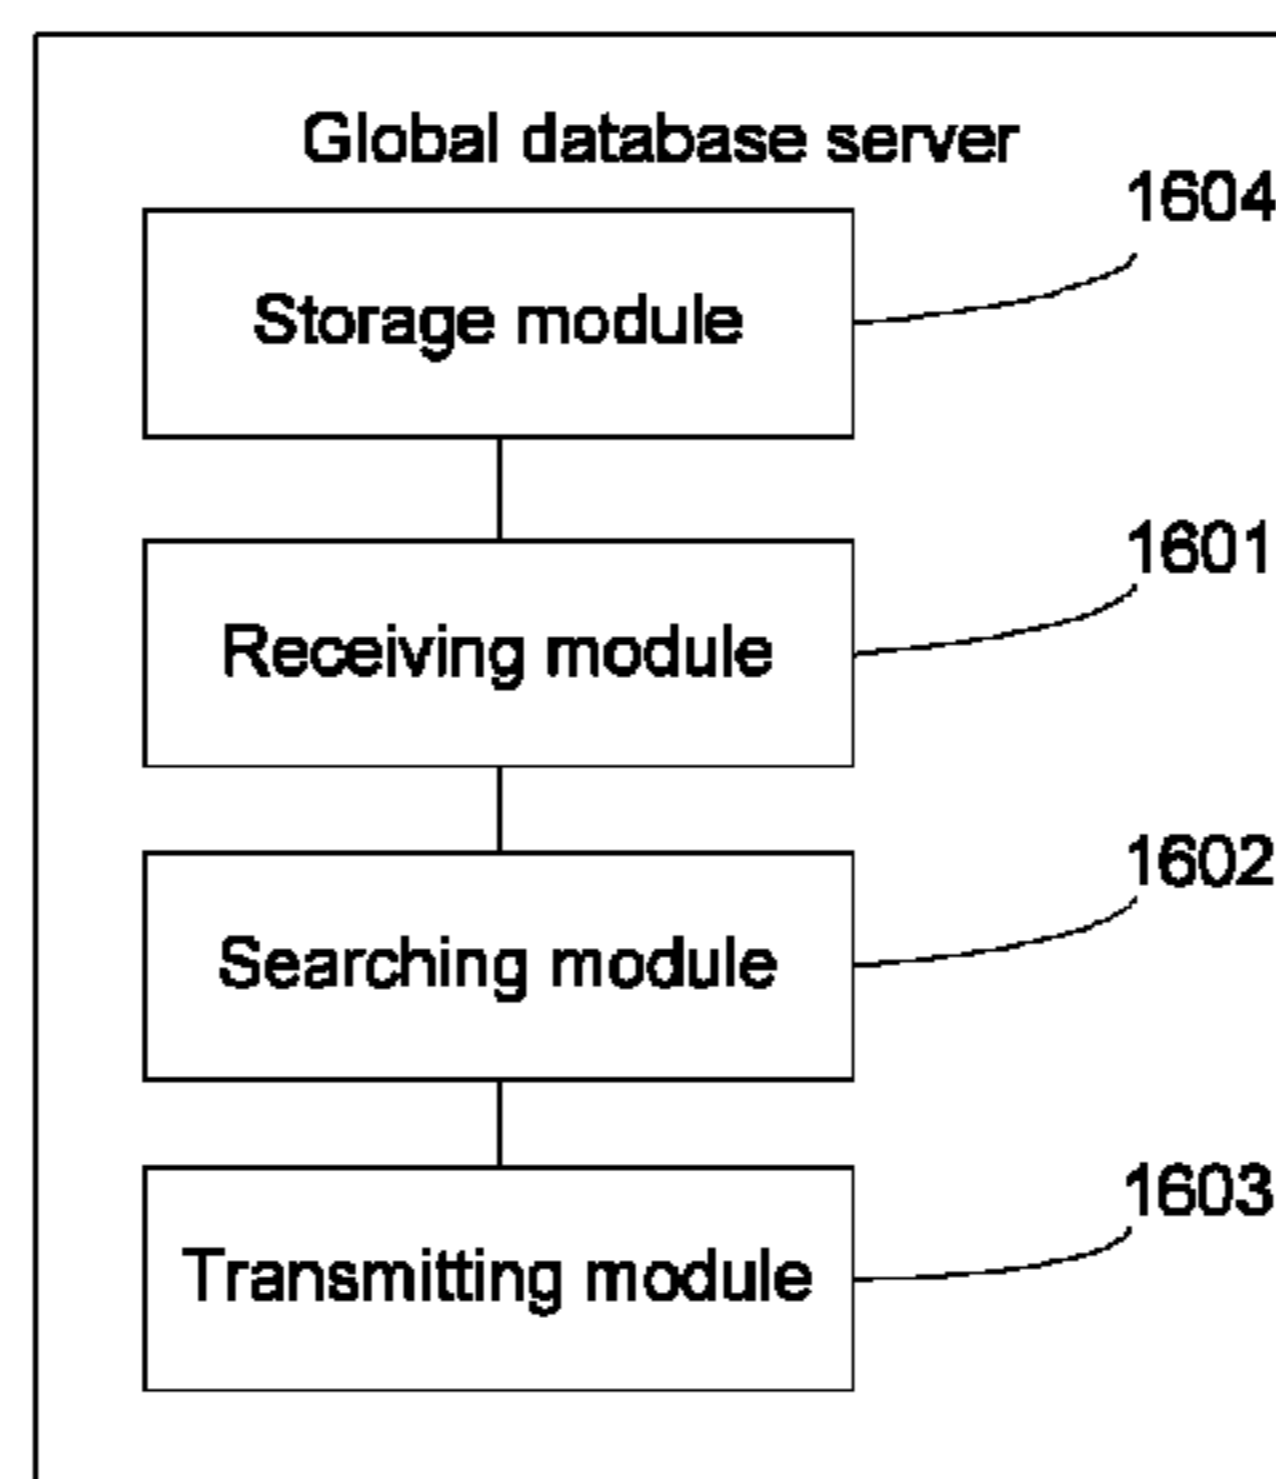 Global database server
1604
Storage module
1601
Receiving module
1602
Searching module
1603
Transmitting module